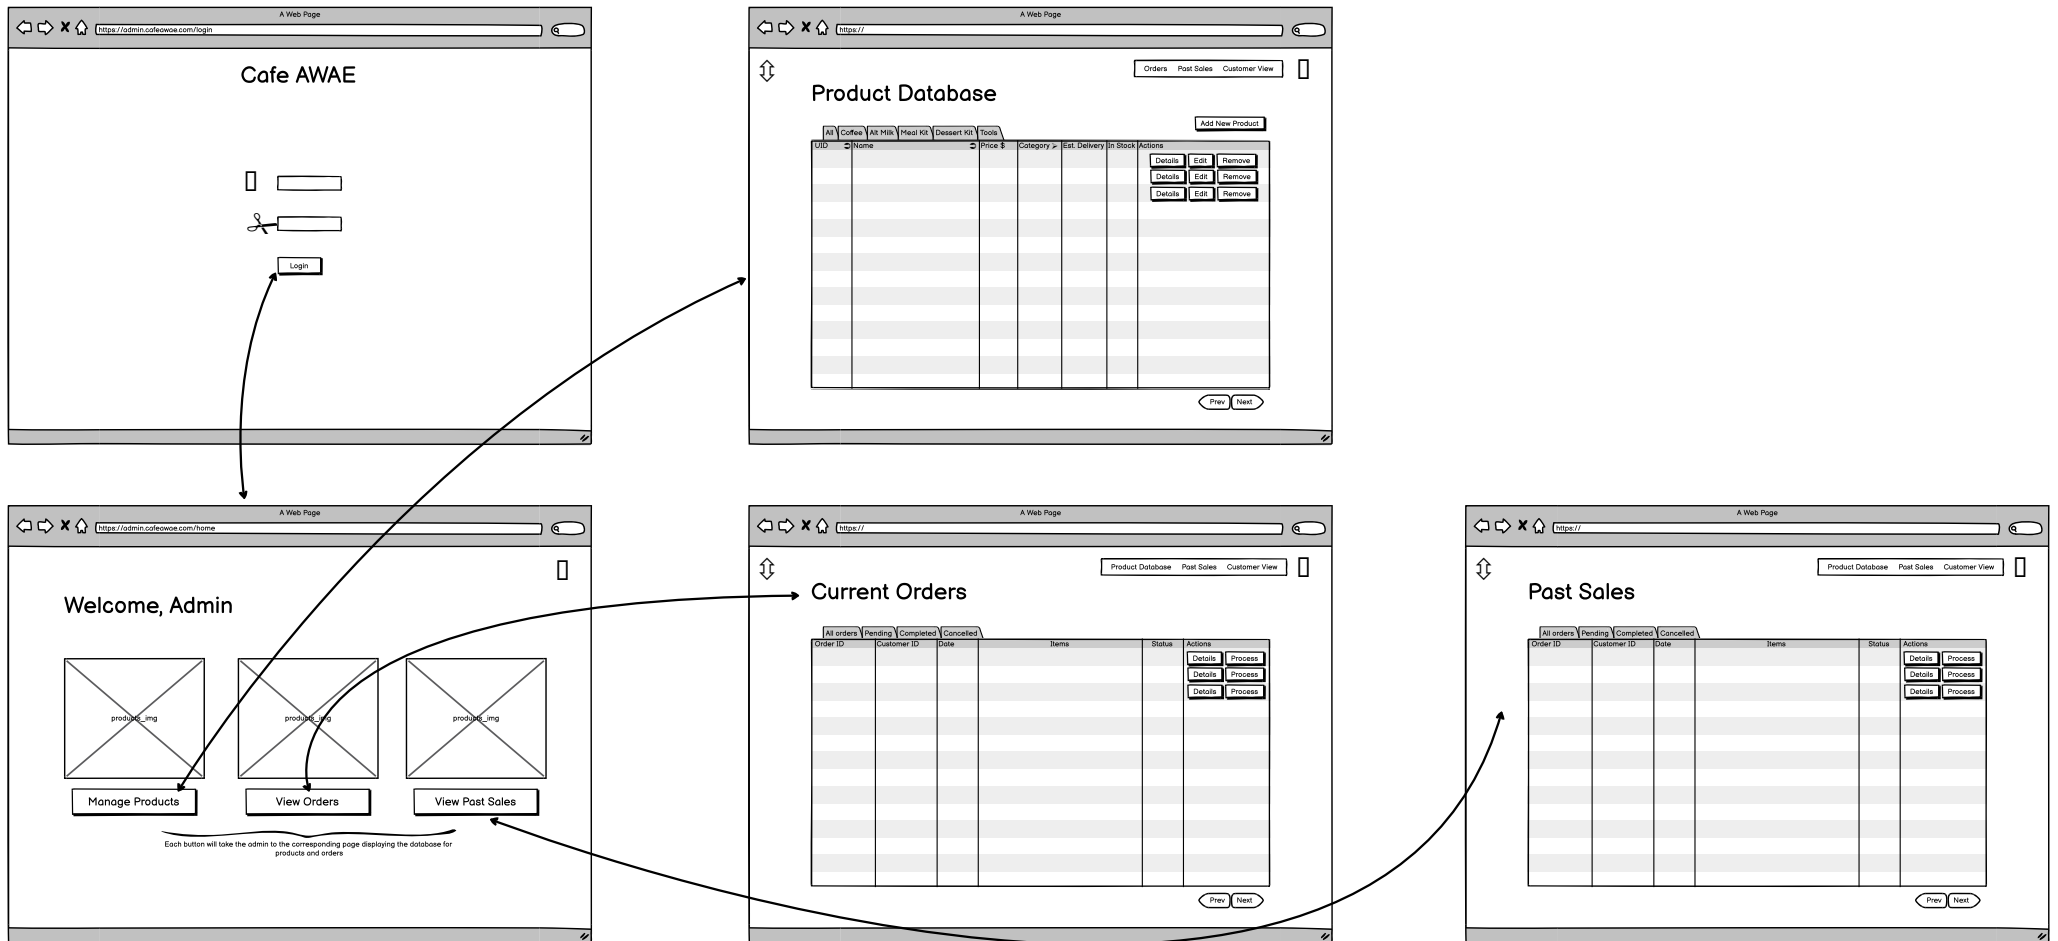 A Web Page
https://admin.cafeawae.com/login
Cafe AWAE
Login
A Web Page
https://
Orders Past Sales Customer View
Product Database
Add New Product
All Coffee Alt Milk Meal Kit Dessert Kit Tools
UID Name Price $ Category Est. Delivery In Stock Actions
Details Edit Remove
Details Edit Remove
Details Edit Remove
Prev Next
A Web Page
https://admin.cafeawae.com/home
Welcome, Admin
products_img products_img products_img
Manage Products View Orders View Past Sales
Each button will take the admin to the corresponding page displaying the database for
products and orders
A Web Page
https://
Product Database Past Sales Customer View
Current Orders
All orders Pending Completed Cancelled
Order ID Customer ID Date Items Status Actions
Details Process
Details Process
Details Process
Prev Next
A Web Page
https://
Product Database Past Sales Customer View
Past Sales
All orders Pending Completed Cancelled
Order ID Customer ID Date Items Status Actions
Details Process
Details Process
Details Process
Prev Next